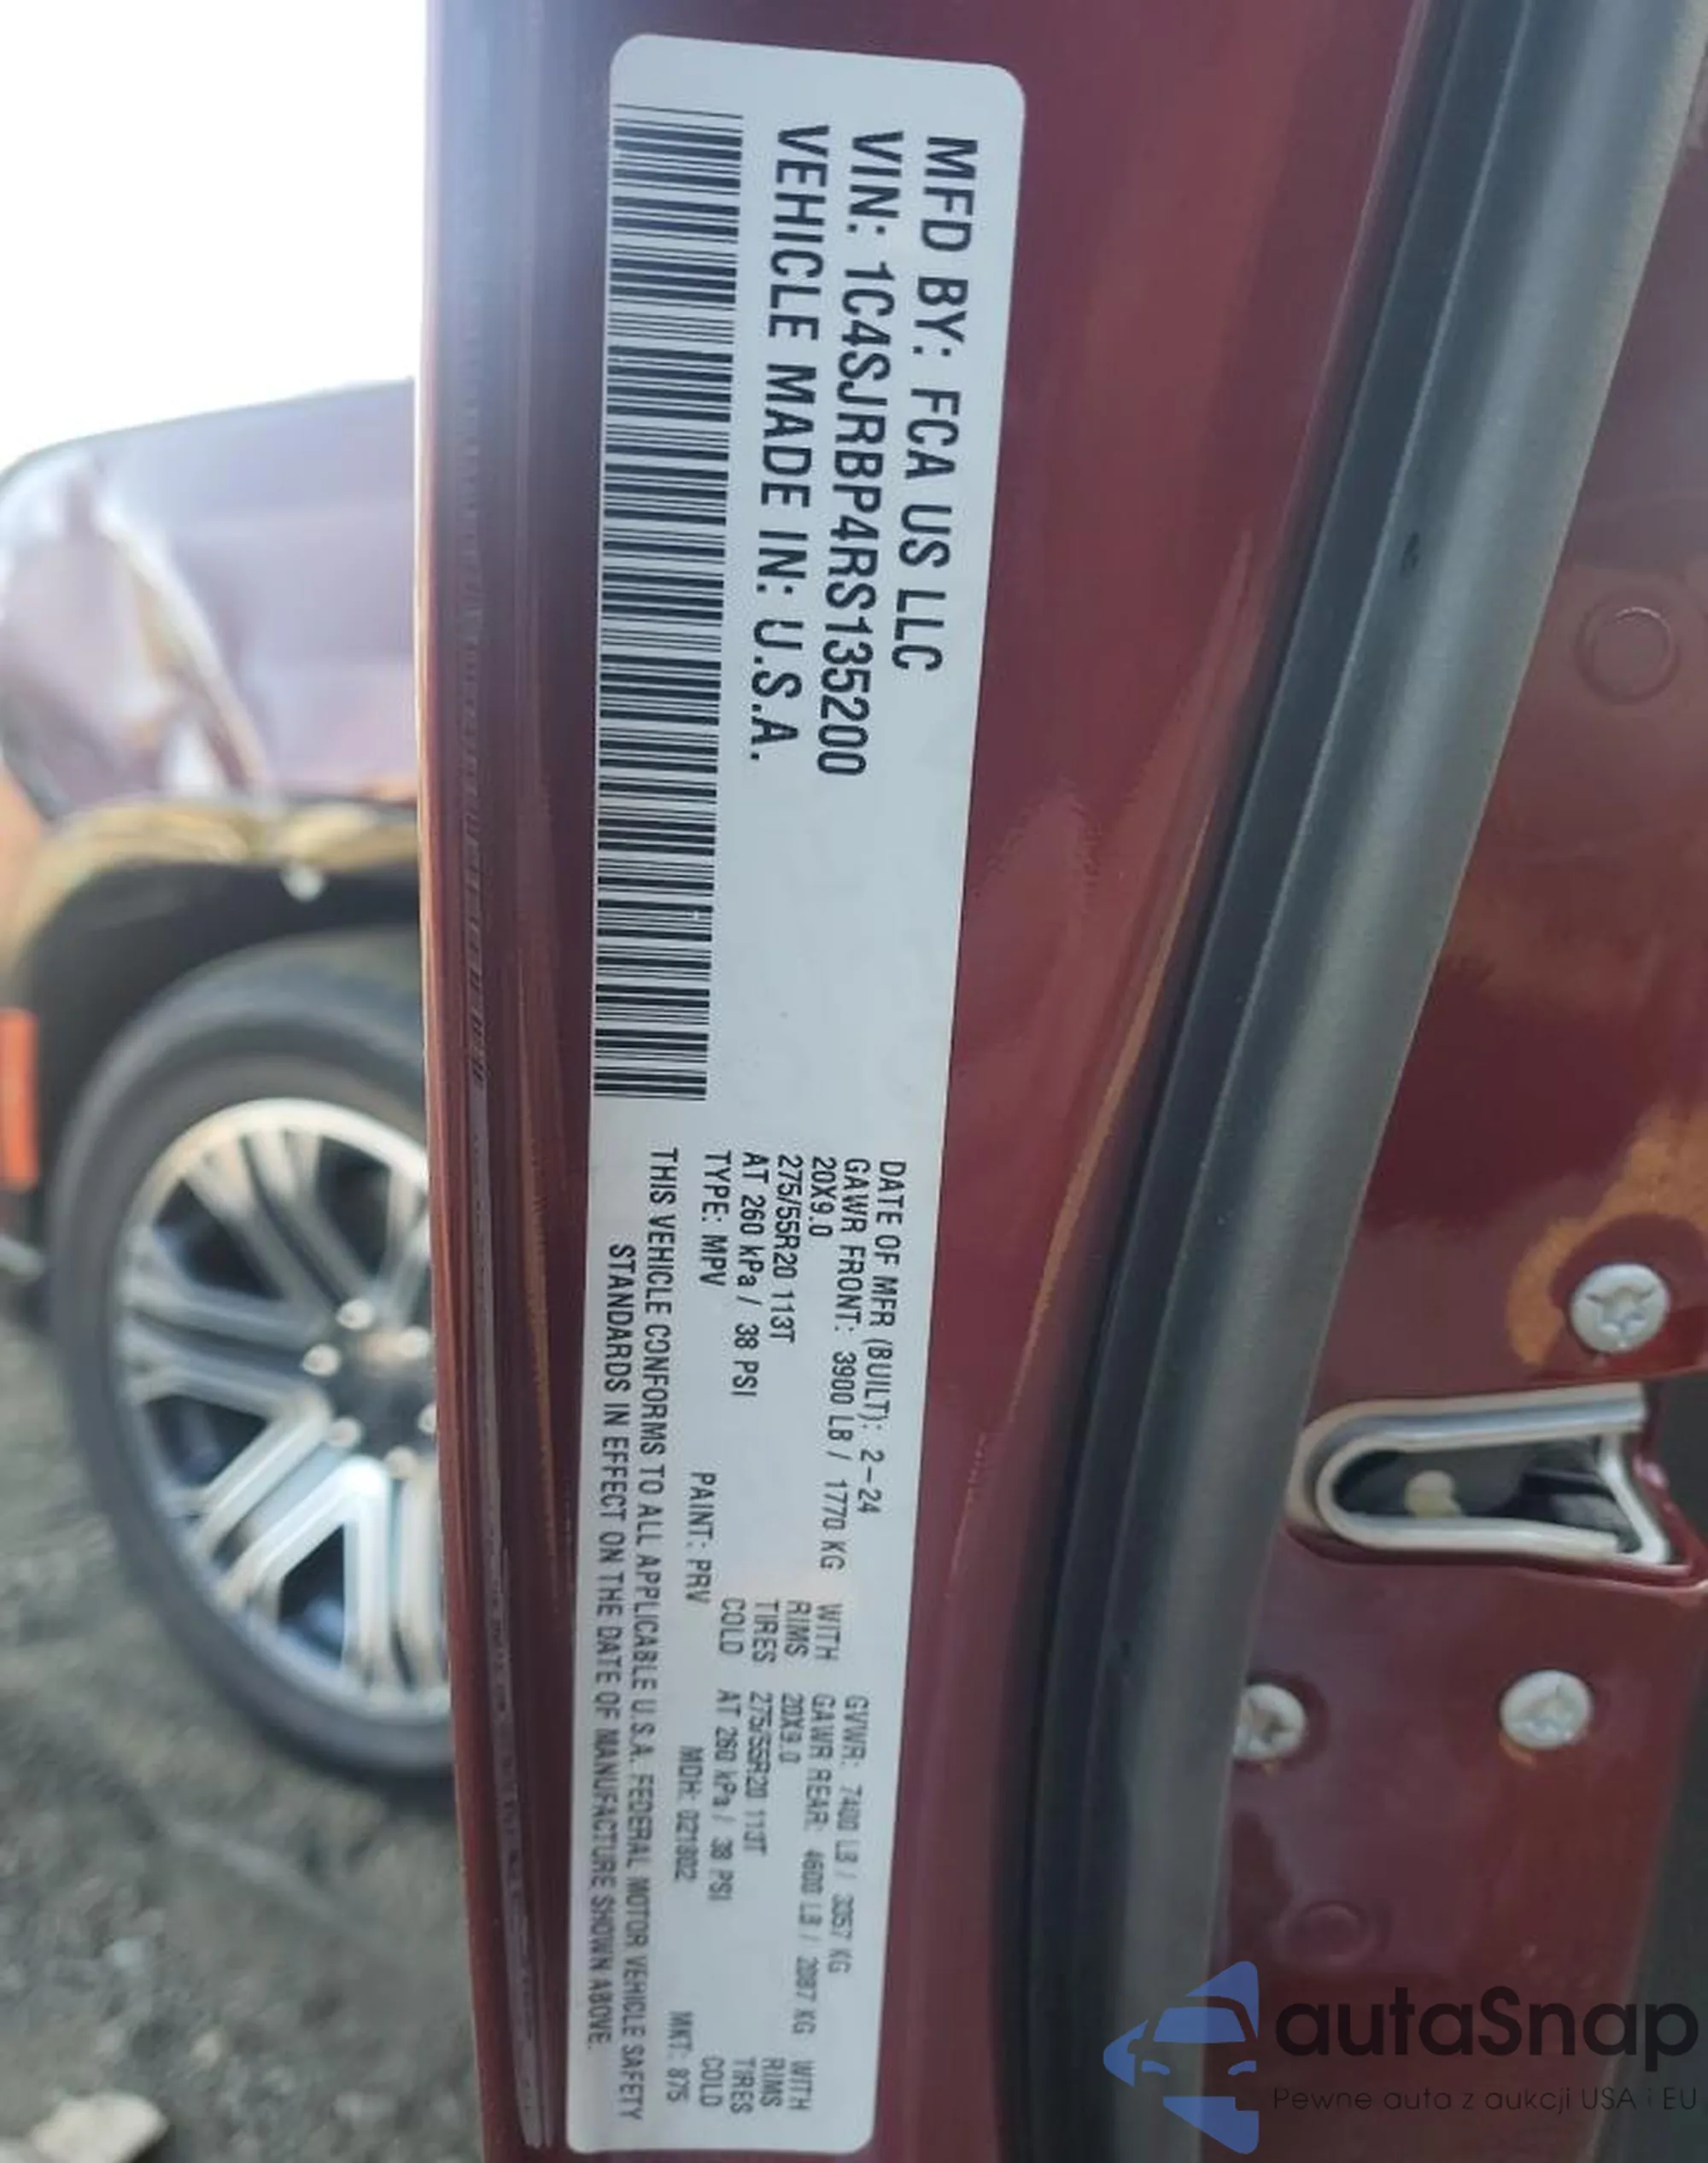 MFD BY: FCA US LLC
VIN: 1C4SJRBP4RS135200
VEHICLE MADE IN: U.S.A.
DATE OF MFR (BUILT): 2-24 GVWR: 7400 LB / 3357 KG
GAWR FRONT: 3900 LB / 1770 KG WITH GAWR REAR: 4600 LB / 2087 KG WITH
20X9.0 RIMS 20X9.0 RIMS
275/55R20 113T TIRES 275/55R20 113T TIRES
AT 260 kPa / 38 PSI COLD AT 260 kPa / 38 PSI COLD
TYPE: MPV PAINT: PRV MDH: 021902 MKT: 875
THIS VEHICLE CONFORMS TO ALL APPLICABLE U.S.A. FEDERAL MOTOR VEHICLE SAFETY
STANDARDS IN EFFECT ON THE DATE OF MANUFACTURE SHOWN ABOVE.
autaSnap
Pewne auta z aukcji USA i EU